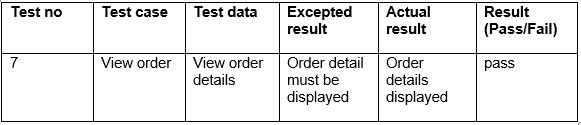 Test no Test case Test data Excepted result Actual result Result (Pass/Fail)
7 View order View order details Order detail must be displayed Order details displayed pass